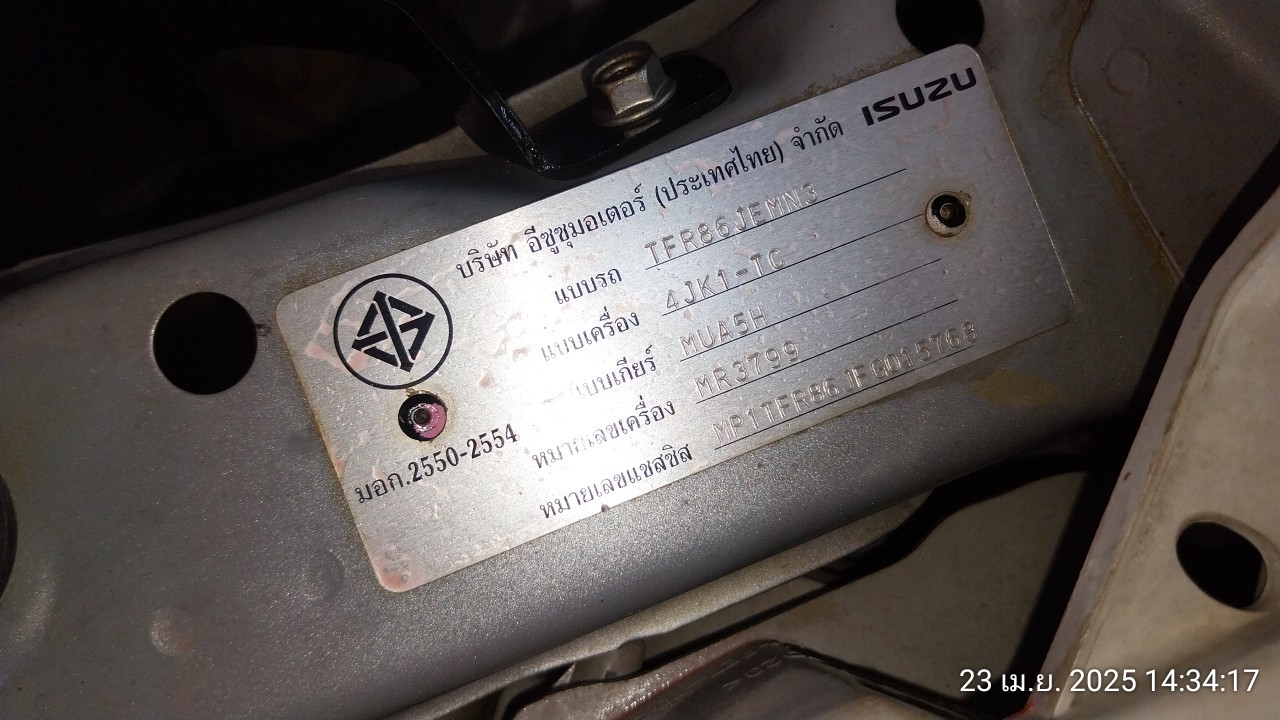 ISUZU
บริษัท อีซูซุมอเตอร์ (ประเทศไทย) จำกัด
แบบรถ TFR86JEMN3
แบบเครื่อง 4JK1-TC
แบบเกียร์ MUA5H
หมายเลขเครื่อง MR3799
หมายเลขแชสซิส MP1TFR86JFG015768
มอก.2550-2554
23 เม.ย. 2025 14:34:17